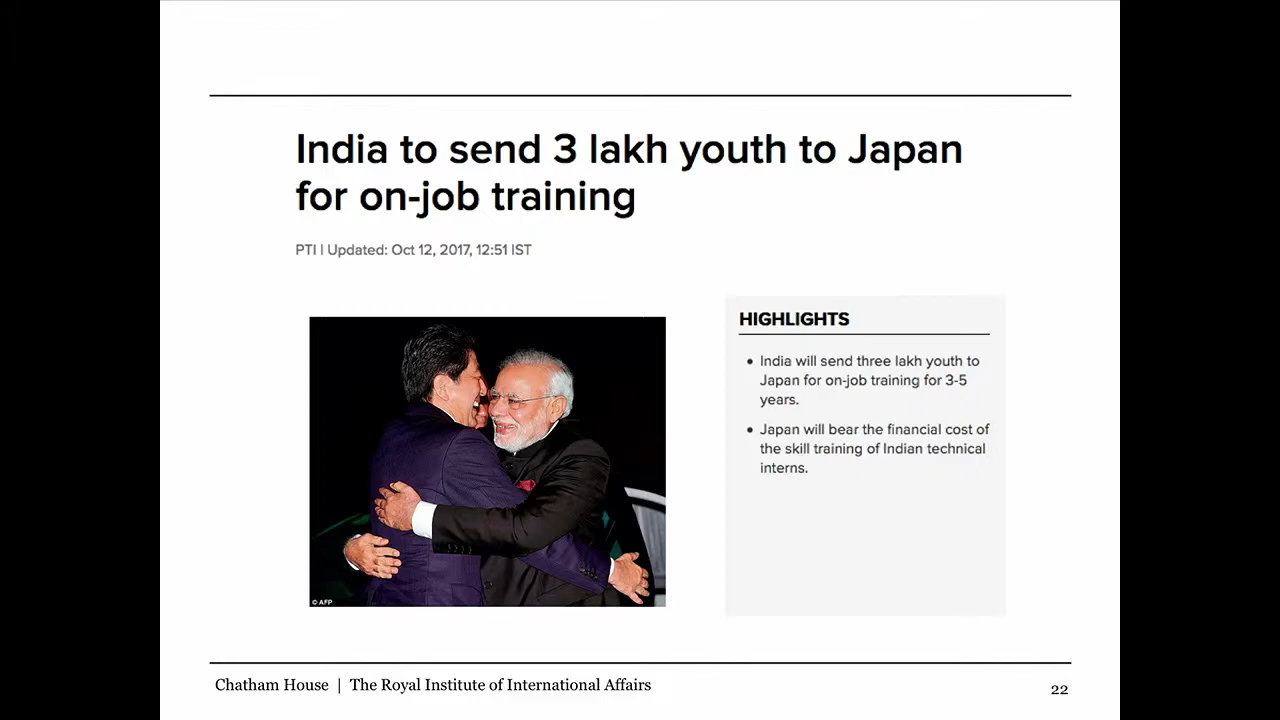 India to send 3 lakh youth to Japan
for on-job training
PTI | Updated: Oct 12, 2017, 12:51 IST
© AFP
HIGHLIGHTS
• India will send three lakh youth to
Japan for on-job training for 3-5
years.
• Japan will bear the financial cost of
the skill training of Indian technical
interns.
Chatham House | The Royal Institute of International Affairs
22